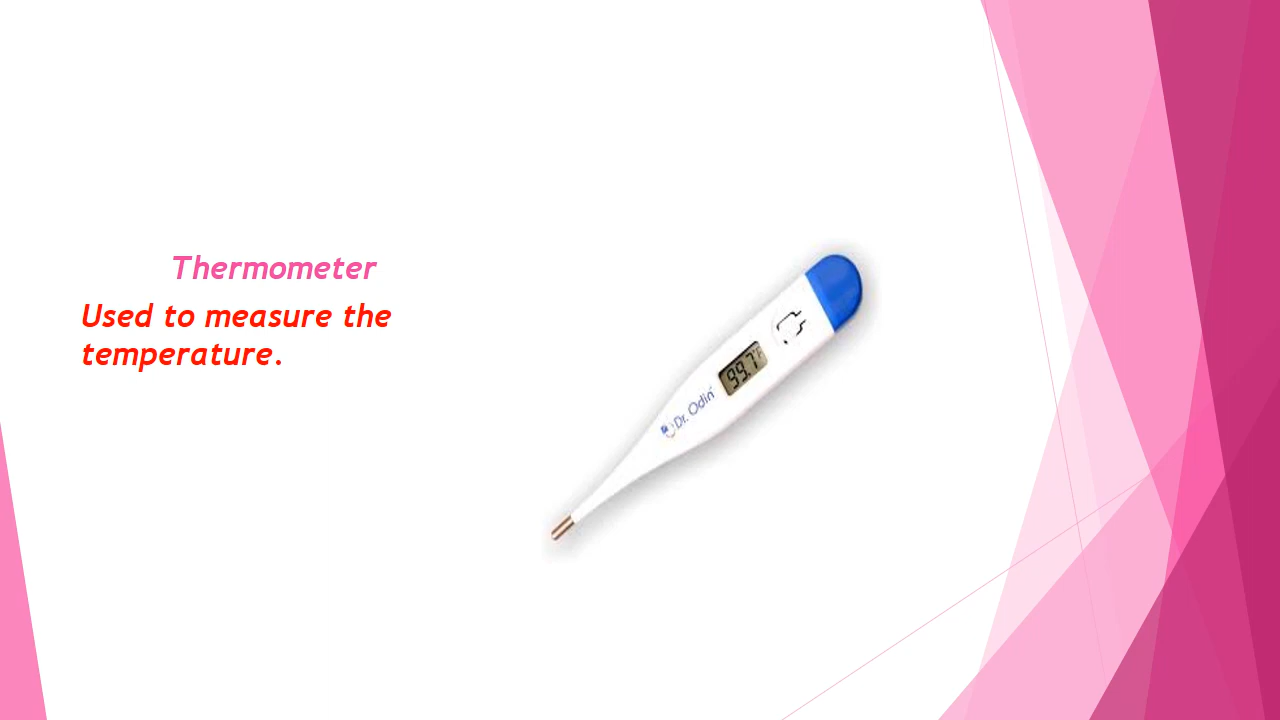 Thermometer
Used to measure the
temperature.
99.7°F
Dr. Odin